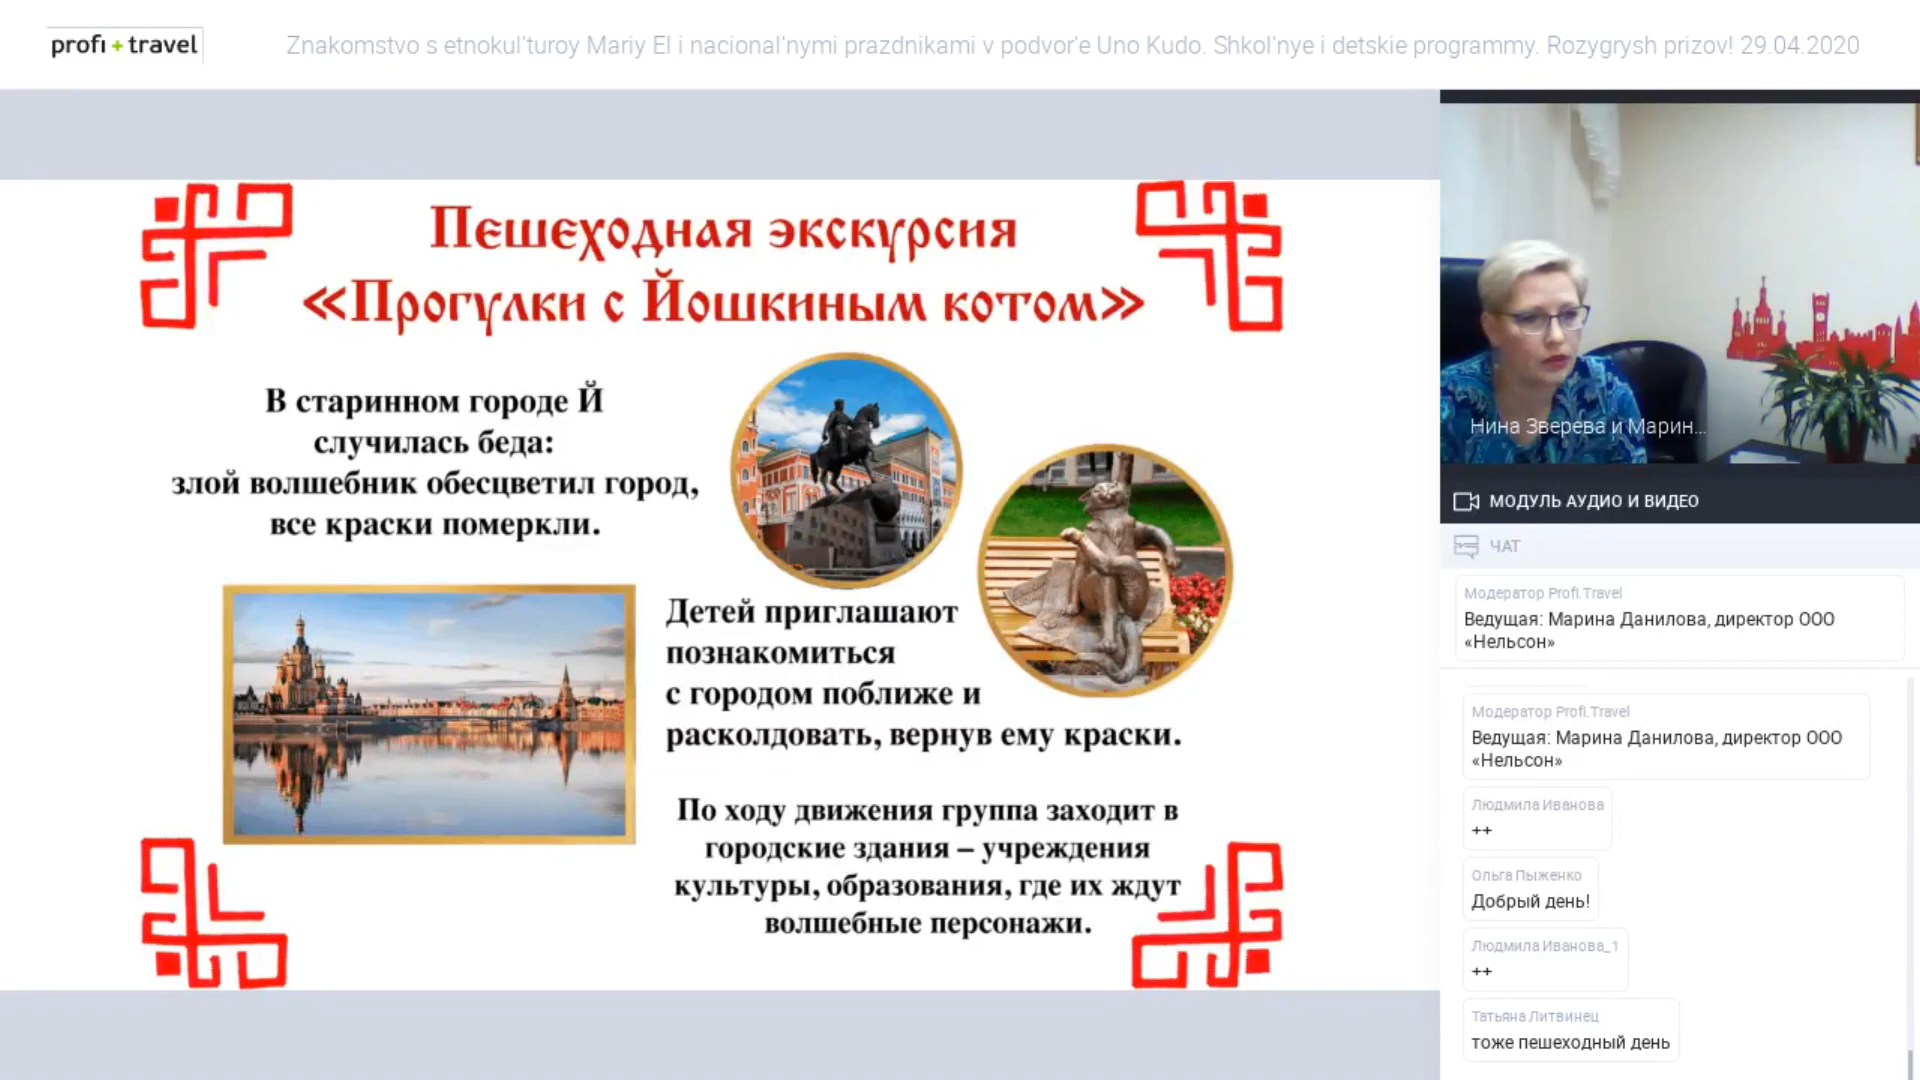 profi + travel
Znakomstvo s etnokul'turoy Mariy El i nacional'nymi prazdnikami v podvor'e Uno Kudo. Shkol'nye i detskie programmy. Rozygrysh prizov! 29.04.2020
Пешеходная экскурсия
«Прогулки с Йошкиным котом»
В старинном городе Й
случилась беда:
злой волшебник обесцветил город,
все краски померкли.
Детей приглашают
познакомиться
с городом поближе и
расколдовать, вернув ему краски.
По ходу движения группа заходит в
городские здания – учреждения
культуры, образования, где их ждут
волшебные персонажи.
Нина Зверева и Марин...
МОДУЛЬ АУДИО И ВИДЕО
ЧАТ
Модератор Profi.Travel
Ведущая: Марина Данилова, директор ООО
«Нельсон»
Модератор Profi.Travel
Ведущая: Марина Данилова, директор ООО
«Нельсон»
Людмила Иванова
++
Ольга Пыженко
Добрый день!
Людмила Иванова_1
++
Татьяна Литвинец
тоже пешеходный день